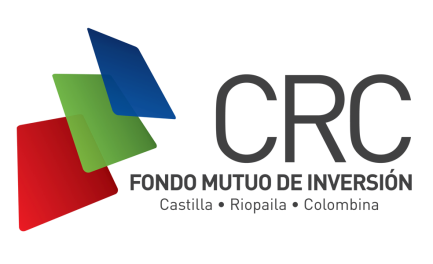 CRC
FONDO MUTUO DE INVERSIÓN
Castilla • Riopaila • Colombina